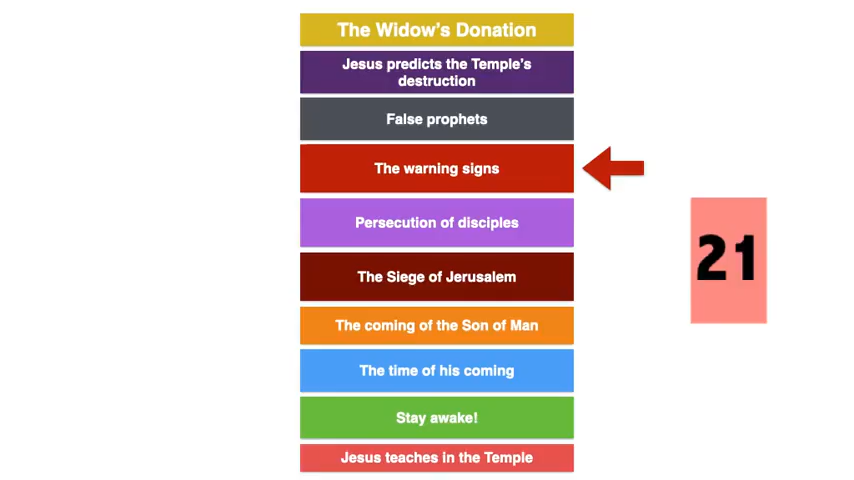 The Widow’s Donation
Jesus predicts the Temple’s
destruction
False prophets
The warning signs
Persecution of disciples
The Siege of Jerusalem
The coming of the Son of Man
The time of his coming
Stay awake!
Jesus teaches in the Temple
21